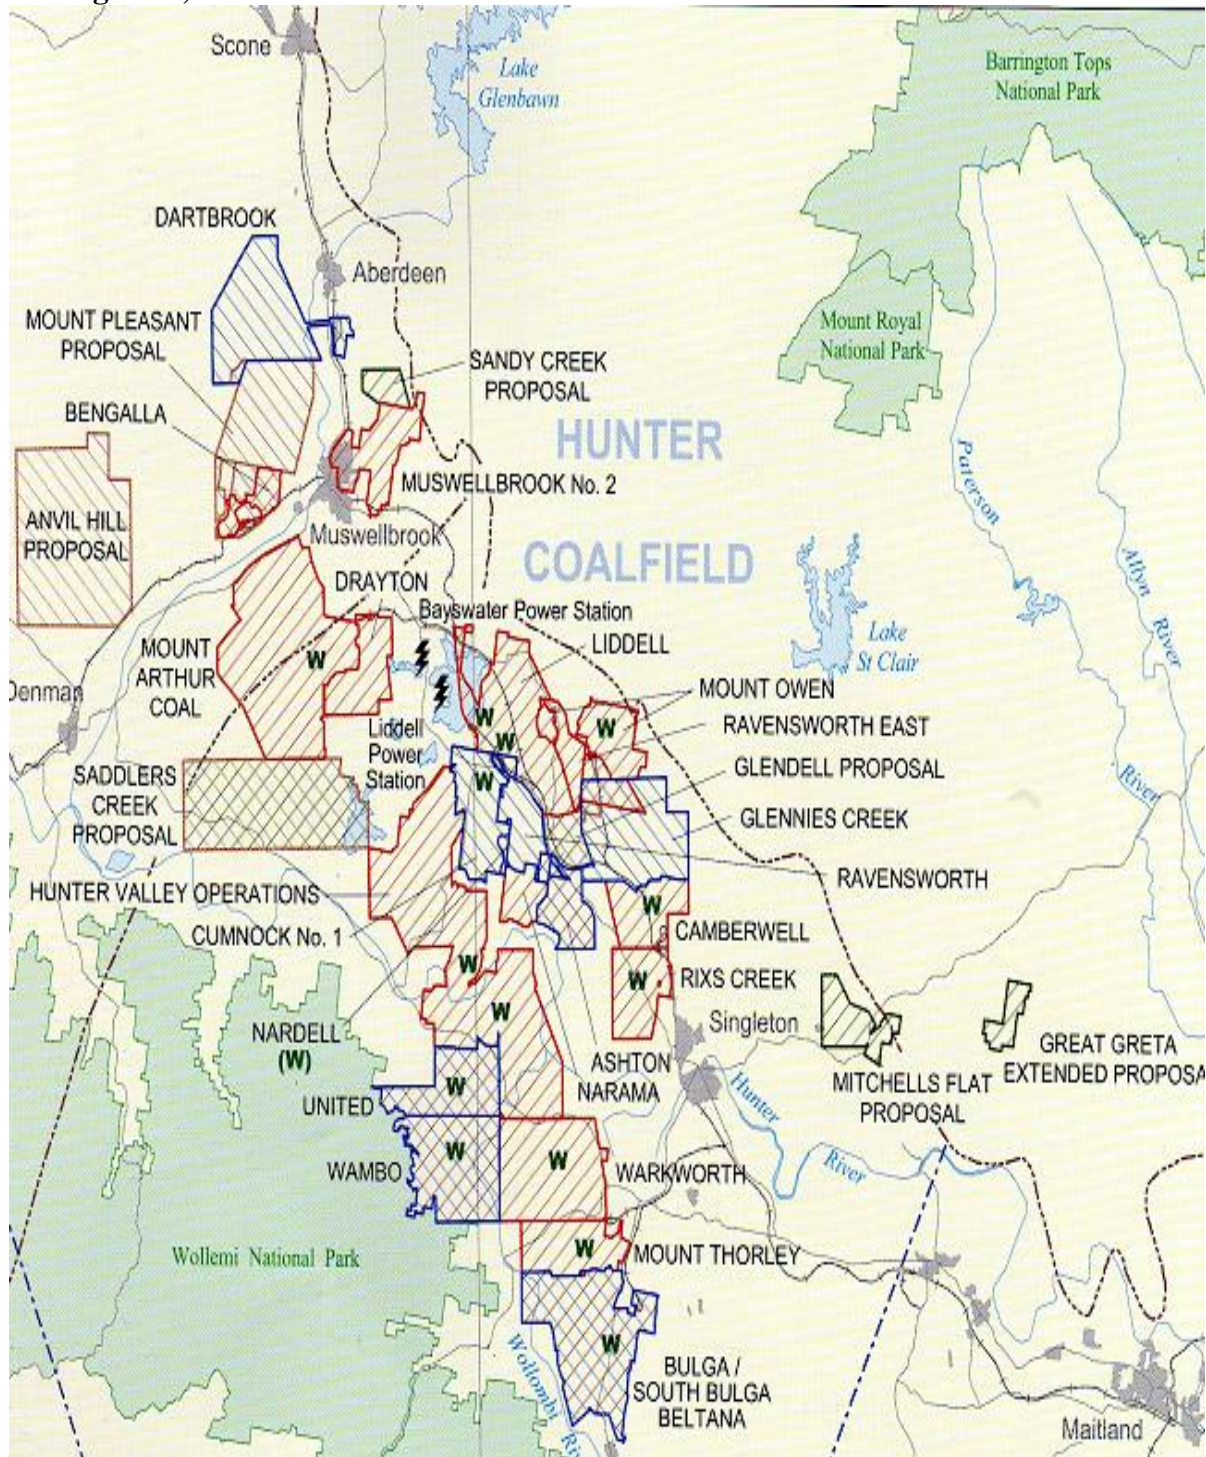 Scone
Lake
Glenbawn
Barrington Tops
National Park
DARTBROOK
Aberdeen
MOUNT PLEASANT
PROPOSAL
Mount Royal
National Park
SANDY CREEK
PROPOSAL
BENGALLA
HUNTER
MUSWELLBROOK No. 2
Paterson
ANVIL HILL
PROPOSAL
Muswellbrook
COALFIELD
DRAYTON
Allyn
River
Bayswater Power Station
LIDDELL
Lake
St Clair
MOUNT
ARTHUR
COAL
W
Denman
MOUNT OWEN
W
W
RAVENSWORTH EAST
Liddell
Power
Station
W
GLENDELL PROPOSAL
SADDLERS
CREEK
PROPOSAL
W
River
GLENNIES CREEK
RAVENSWORTH
HUNTER VALLEY OPERATIONS
W
CUMNOCK No. 1
CAMBERWELL
W
W
RIXS CREEK
W
Singleton
NARDELL
(W)
GREAT GRETA
EXTENDED PROPOSA
ASHTON
NARAMA
MITCHELLS FLAT
PROPOSAL
UNITED
W
Hunter
River
WAMBO
W
W
WARKWORTH
Wollemi National Park
W
MOUNT THORLEY
W
Wollombi
BULGA /
SOUTH BULGA
BELTANA
Maitland